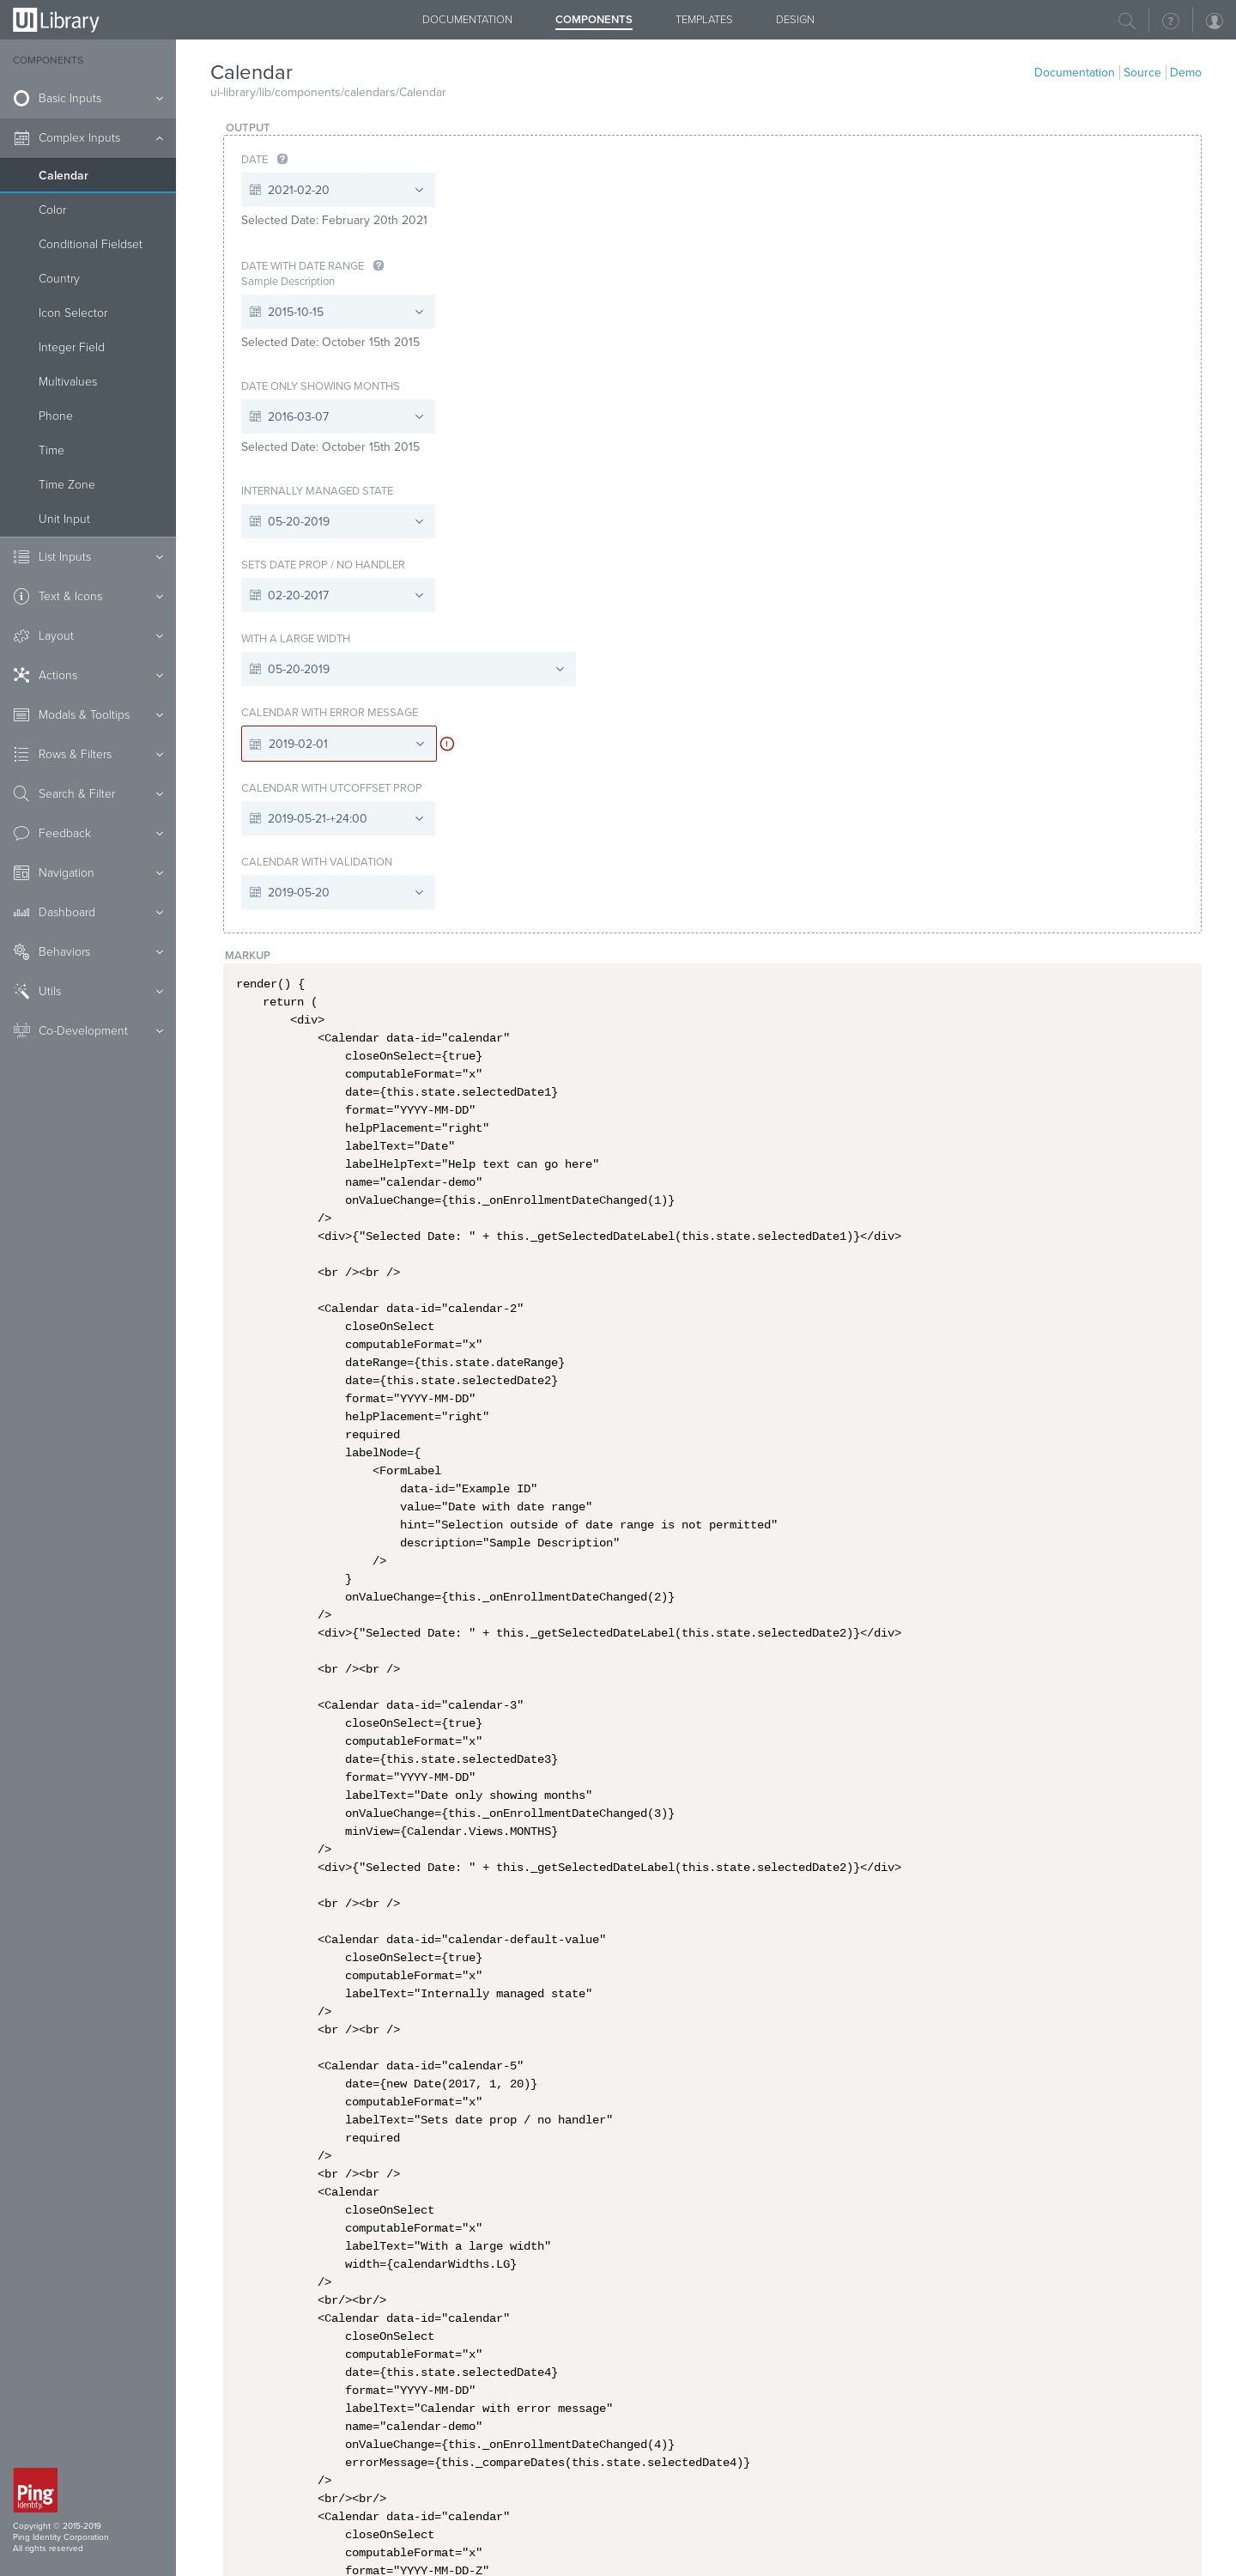 UI Library
DOCUMENTATION
COMPONENTS
TEMPLATES
DESIGN
COMPONENTS
Basic Inputs
Complex Inputs
Calendar
Color
Conditional Fieldset
Country
Icon Selector
Integer Field
Multivalues
Phone
Time
Time Zone
Unit Input
List Inputs
Text & Icons
Layout
Actions
Modals & Tooltips
Rows & Filters
Search & Filter
Feedback
Navigation
Dashboard
Behaviors
Utils
Co-Development
Ping
Identity.
Copyright © 2015-2019
Ping Identity Corporation
All rights reserved
Calendar
Documentation
Source
Demo
ui-library/lib/components/calendars/Calendar
OUTPUT
DATE ?
2021-02-20
Selected Date: February 20th 2021
DATE WITH DATE RANGE ?
Sample Description
2015-10-15
Selected Date: October 15th 2015
DATE ONLY SHOWING MONTHS
2016-03-07
Selected Date: October 15th 2015
INTERNALLY MANAGED STATE
05-20-2019
SETS DATE PROP / NO HANDLER
02-20-2017
WITH A LARGE WIDTH
05-20-2019
CALENDAR WITH ERROR MESSAGE
2019-02-01
CALENDAR WITH UTCOFFSET PROP
2019-05-21-+24:00
CALENDAR WITH VALIDATION
2019-05-20
MARKUP
render() {
return (
<div>
<Calendar data-id="calendar"
closeOnSelect={true}
computableFormat="x"
date={this.state.selectedDate1}
format="YYYY-MM-DD"
helpPlacement="right"
labelText="Date"
labelHelpText="Help text can go here"
name="calendar-demo"
onValueChange={this._onEnrollmentDateChanged(1)}
/>
<div>{"Selected Date: " + this._getSelectedDateLabel(this.state.selectedDate1)}</div>
<br /><br />
<Calendar data-id="calendar-2"
closeOnSelect
computableFormat="x"
dateRange={this.state.dateRange}
date={this.state.selectedDate2}
format="YYYY-MM-DD"
helpPlacement="right"
required
labelNode={
<FormLabel
data-id="Example ID"
value="Date with date range"
hint="Selection outside of date range is not permitted"
description="Sample Description"
/>
}
onValueChange={this._onEnrollmentDateChanged(2)}
/>
<div>{"Selected Date: " + this._getSelectedDateLabel(this.state.selectedDate2)}</div>
<br /><br />
<Calendar data-id="calendar-3"
closeOnSelect={true}
computableFormat="x"
date={this.state.selectedDate3}
format="YYYY-MM-DD"
labelText="Date only showing months"
onValueChange={this._onEnrollmentDateChanged(3)}
minView={Calendar.Views.MONTHS}
/>
<div>{"Selected Date: " + this._getSelectedDateLabel(this.state.selectedDate2)}</div>
<br /><br />
<Calendar data-id="calendar-default-value"
closeOnSelect={true}
computableFormat="x"
labelText="Internally managed state"
/>
<br /><br />
<Calendar data-id="calendar-5"
date={new Date(2017, 1, 20)}
computableFormat="x"
labelText="Sets date prop / no handler"
required
/>
<br /><br />
<Calendar
closeOnSelect
computableFormat="x"
labelText="With a large width"
width={calendarWidths.LG}
/>
<br/><br/>
<Calendar data-id="calendar"
closeOnSelect
computableFormat="x"
date={this.state.selectedDate4}
format="YYYY-MM-DD"
labelText="Calendar with error message"
name="calendar-demo"
onValueChange={this._onEnrollmentDateChanged(4)}
errorMessage={this._compareDates(this.state.selectedDate4)}
/>
<br/><br/>
<Calendar data-id="calendar"
closeOnSelect
computableFormat="x"
format="YYYY-MM-DD-Z"